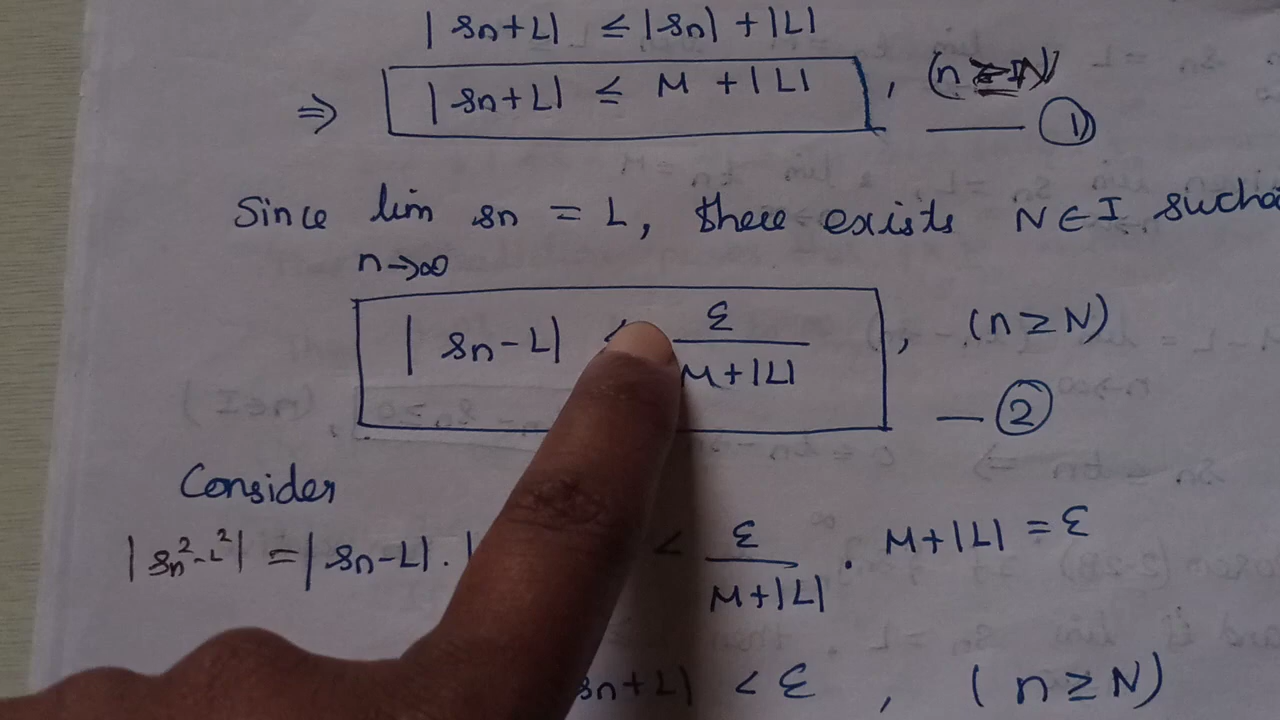 |sn+L| ≤ |sn| + |L|
⇒ |sn+L| ≤ M + |L| , (n ≥ N) — ①
Since lim sn = L, there exists N∈I such
n→∞
|sn-L| < ε/(M+|L|) , (n≥N)
— ②
Consider
|sn²-L²| = |sn-L|. | < ε/(M+|L|) . M+|L| = ε
sn+L| < ε , (n≥N)